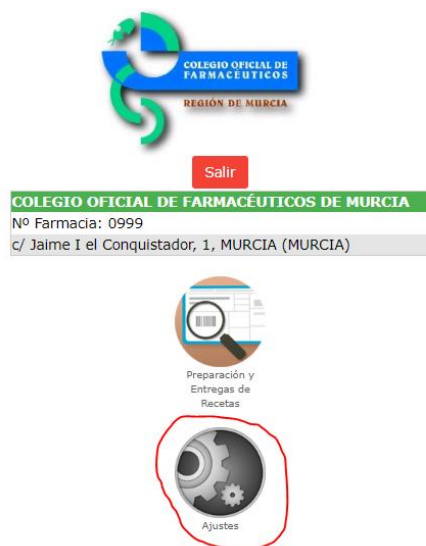 COLEGIO OFICIAL DE
FARMACÉUTICOS
REGIÓN DE MURCIA
Salir
COLEGIO OFICIAL DE FARMACÉUTICOS DE MURCIA
Nº Farmacia: 0999
c/ Jaime I el Conquistador, 1, MURCIA (MURCIA)
Preparación y
Entregas de
Recetas
Ajustes